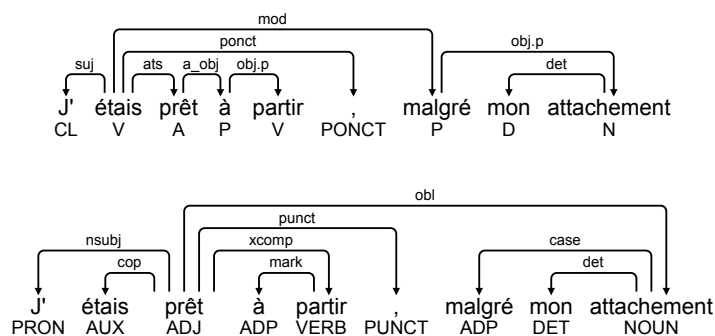 mod
ponct
obj.p
suj ats a_obj obj.p det
J' étais prêt à partir , malgré mon attachement
CL V A P V PONCT P D N
obl
punct
nsubj xcomp case
cop mark det
J' étais prêt à partir , malgré mon attachement
PRON AUX ADJ ADP VERB PUNCT ADP DET NOUN